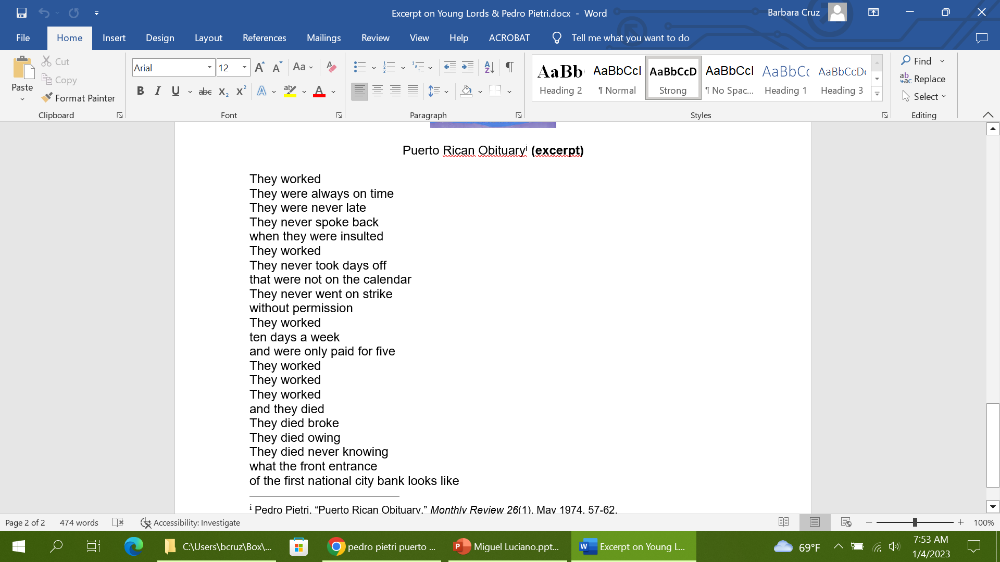 Excerpt on Young Lords & Pedro Pietri.docx - Word
Barbara Cruz
File Home Insert Design Layout References Mailings Review View Help ACROBAT Tell me what you want to do
Paste
Cut
Copy
Format Painter
Clipboard
Arial 12
Font
Paragraph
AaBb AaBbCcI AaBbCcD AaBbCcI AaBbCc AaBbCcD
Heading 2 ¶ Normal Strong ¶ No Spac... Heading 1 Heading 3
Styles
Find
Replace
Select
Editing
Puerto Rican Obituaryⁱ (excerpt)
They worked
They were always on time
They were never late
They never spoke back
when they were insulted
They worked
They never took days off
that were not on the calendar
They never went on strike
without permission
They worked
ten days a week
and were only paid for five
They worked
They worked
They worked
and they died
They died broke
They died owing
They died never knowing
what the front entrance
of the first national city bank looks like
ⁱ Pedro Pietri, “Puerto Rican Obituary,” Monthly Review 26(1), May 1974, 57-62.
Page 2 of 2 474 words Accessibility: Investigate 100%
C:\Users\bcruz\Box\... pedro pietri puerto ... Miguel Luciano.ppt... Excerpt on Young L... 69°F
7:53 AM
1/4/2023